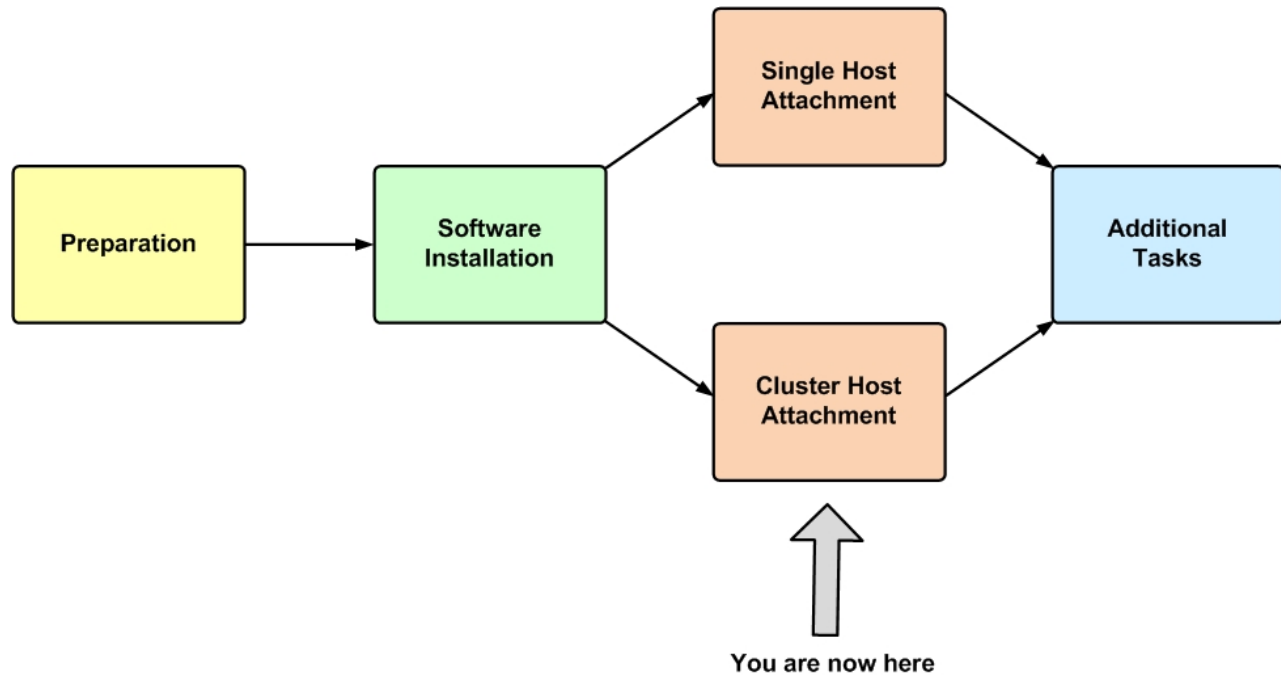 Preparation
Software
Installation
Single Host
Attachment
Cluster Host
Attachment
Additional
Tasks
You are now here